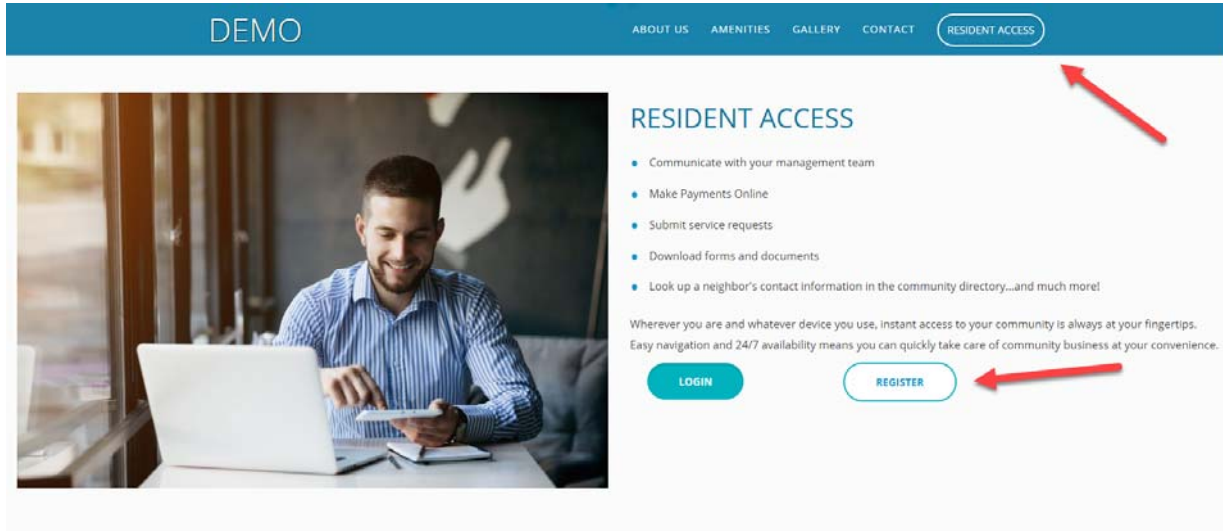 DEMO
ABOUT US AMENITIES GALLERY CONTACT RESIDENT ACCESS
RESIDENT ACCESS
Communicate with your management team
Make Payments Online
Submit service requests
Download forms and documents
Look up a neighbor's contact information in the community directory...and much more!
Wherever you are and whatever device you use, instant access to your community is always at your fingertips.
Easy navigation and 24/7 availability means you can quickly take care of community business at your convenience.
LOGIN REGISTER